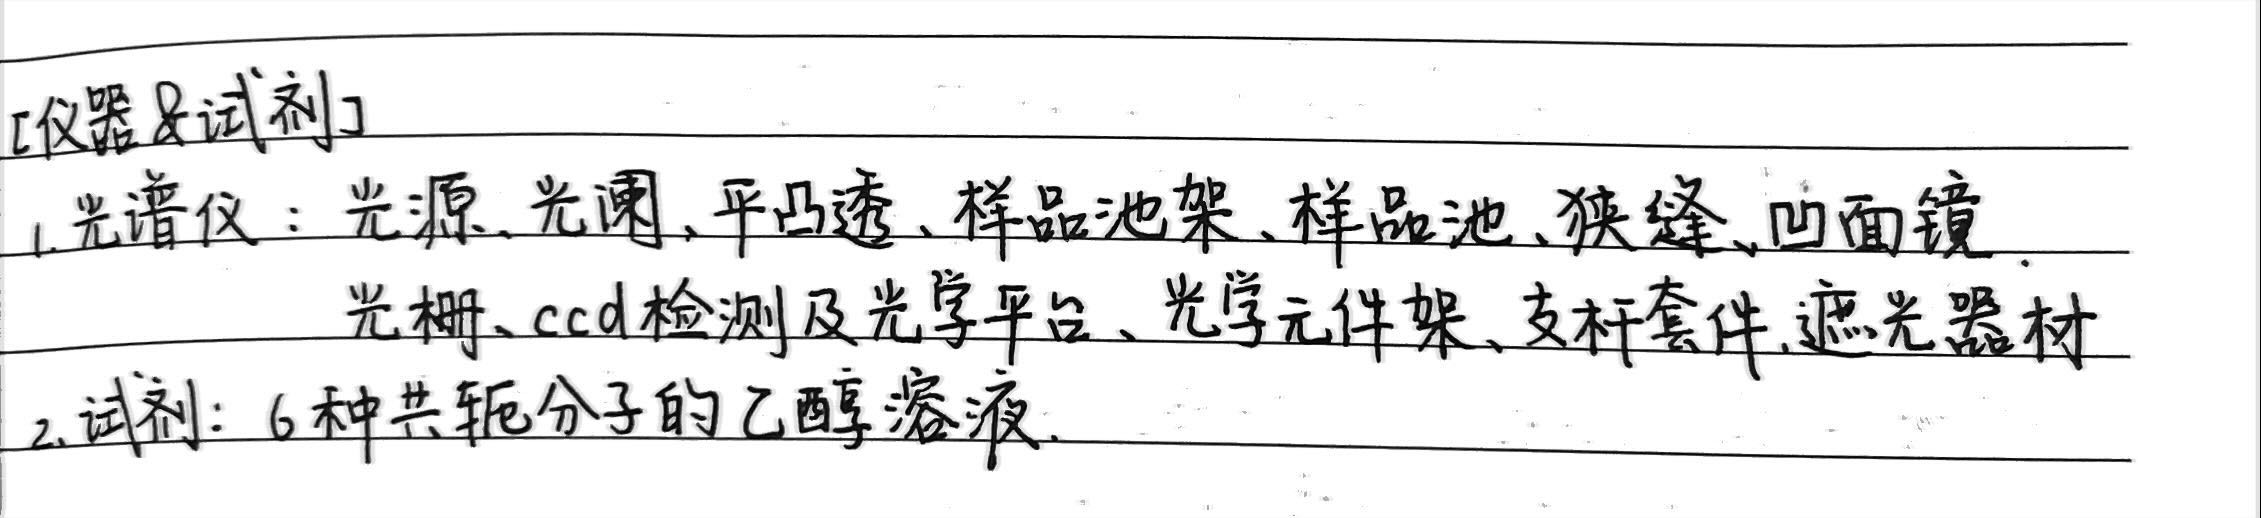 [仪器&试剂]
1.光谱仪：光源、光阑、平凸透、样品池架、样品池、狭缝、凹面镜.
光栅、ccd检测及光学平台、光学元件架、支杆套件.遮光器材
2.试剂：6种共轭分子的乙醇溶液.